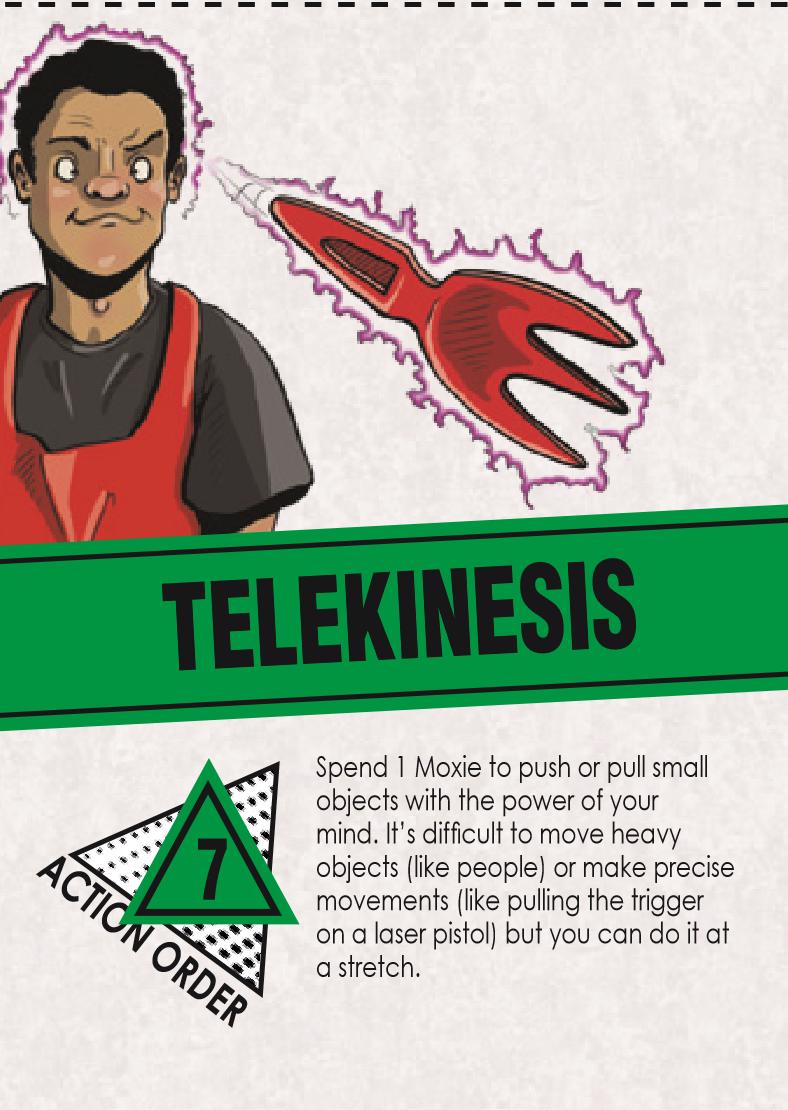 TELEKINESIS
7
ACTION ORDER
Spend 1 Moxie to push or pull small
objects with the power of your
mind. It’s difficult to move heavy
objects (like people) or make precise
movements (like pulling the trigger
on a laser pistol) but you can do it at
a stretch.